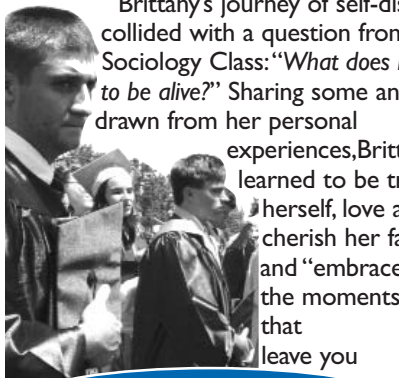 Brittany's journey of self-dis
collided with a question from
Sociology Class: "What does
to be alive?" Sharing some an
drawn from her personal
experiences, Britt
learned to be tr
herself, love a
cherish her fa
and "embrace
the moments
that
leave you